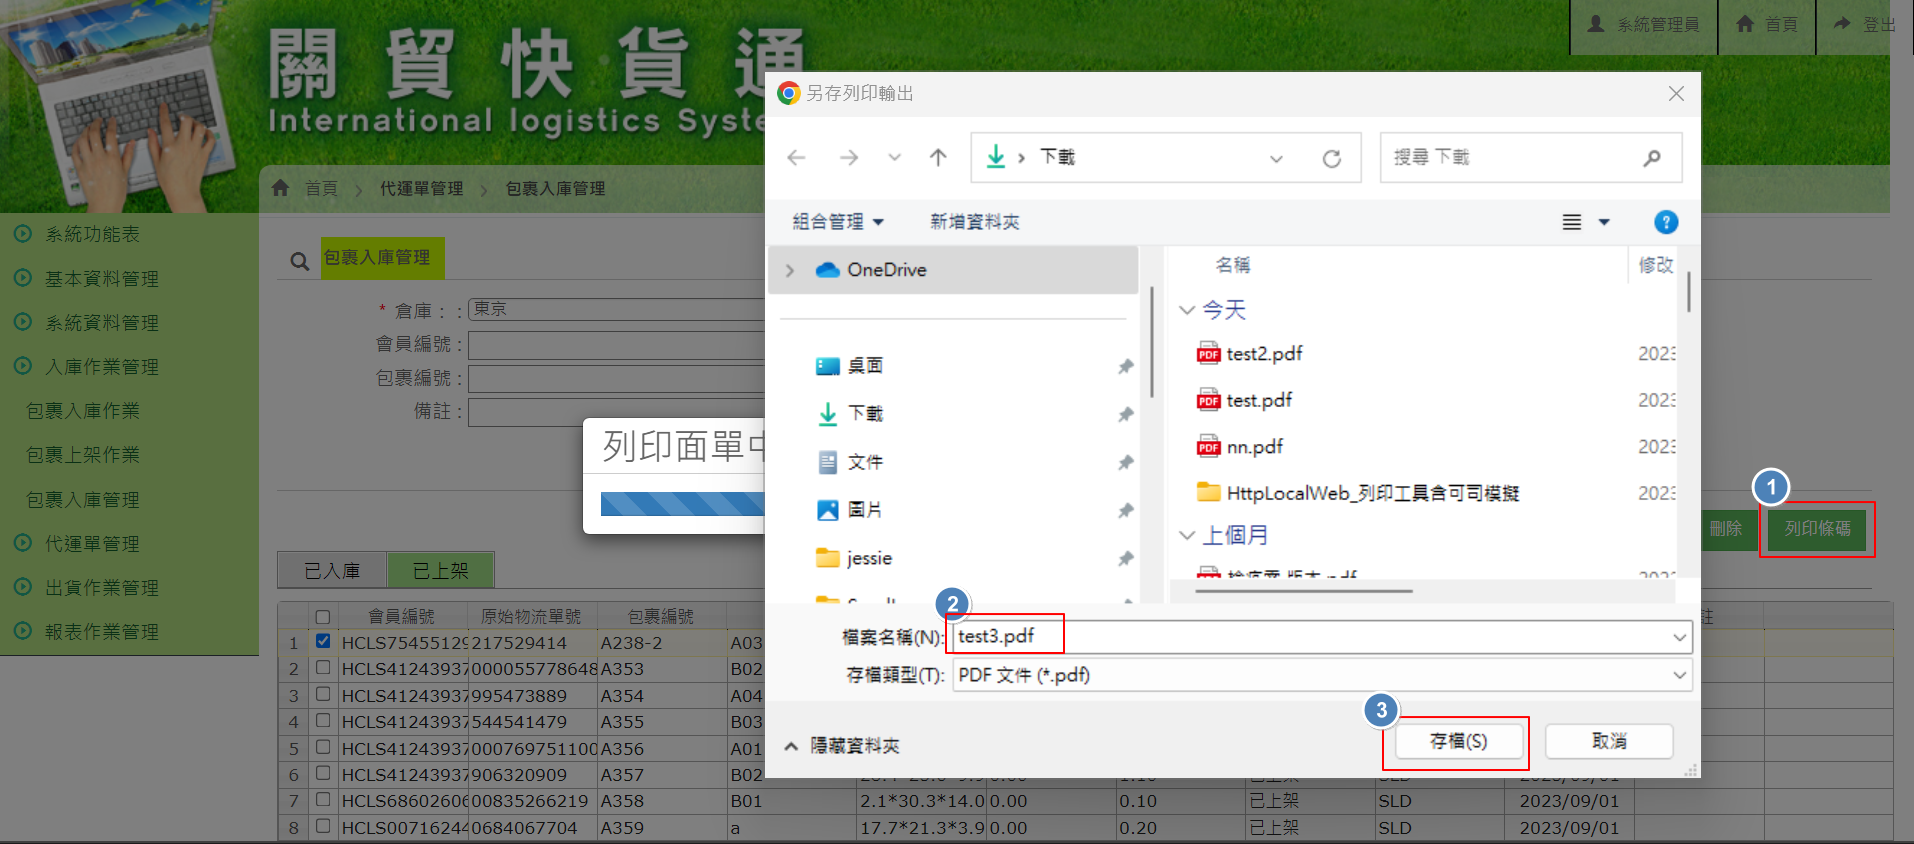 關貿快貨通
International logistics Syste
系統管理員
首頁
登出
首頁 > 代運單管理 > 包裹入庫管理
系統功能表
基本資料管理
系統資料管理
入庫作業管理
包裹入庫作業
包裹上架作業
包裹入庫管理
代運單管理
出貨作業管理
報表作業管理
包裹入庫管理
* 倉庫：: 東京
會員編號 :
包裹編號 :
備註 :
列印面單中
1
刪除
列印條碼
已入庫
已上架
會員編號 原始物流單號 包裹編號 註
1 HCLS75455129 217529414 A238-2 A03
2 HCLS41243937 000055778648 A353 B02
3 HCLS41243937 995473889 A354 A04
4 HCLS41243937 544541479 A355 B03
5 HCLS41243937 000769751100 A356 A01
6 HCLS41243937 906320909 A357 B02 已上架 SLD 2023/09/01
7 HCLS68602606 00835266219 A358 B01 2.1*30.3*14.0 0.00 0.10 已上架 SLD 2023/09/01
8 HCLS00716244 0684067704 A359 a 17.7*21.3*3.9 0.00 0.20 已上架 SLD 2023/09/01
另存列印輸出
下載
搜尋 下載
組合管理
新增資料夾
?
OneDrive
桌面
下載
文件
圖片
jessie
名稱
修改
今天
PDF test2.pdf 2023
PDF test.pdf 2023
PDF nn.pdf 2023
HttpLocalWeb_列印工具含可司模擬 2023
上個月
2
檔案名稱(N): test3.pdf
存檔類型(T): PDF 文件 (*.pdf)
隱藏資料夾
3
存檔(S)
取消